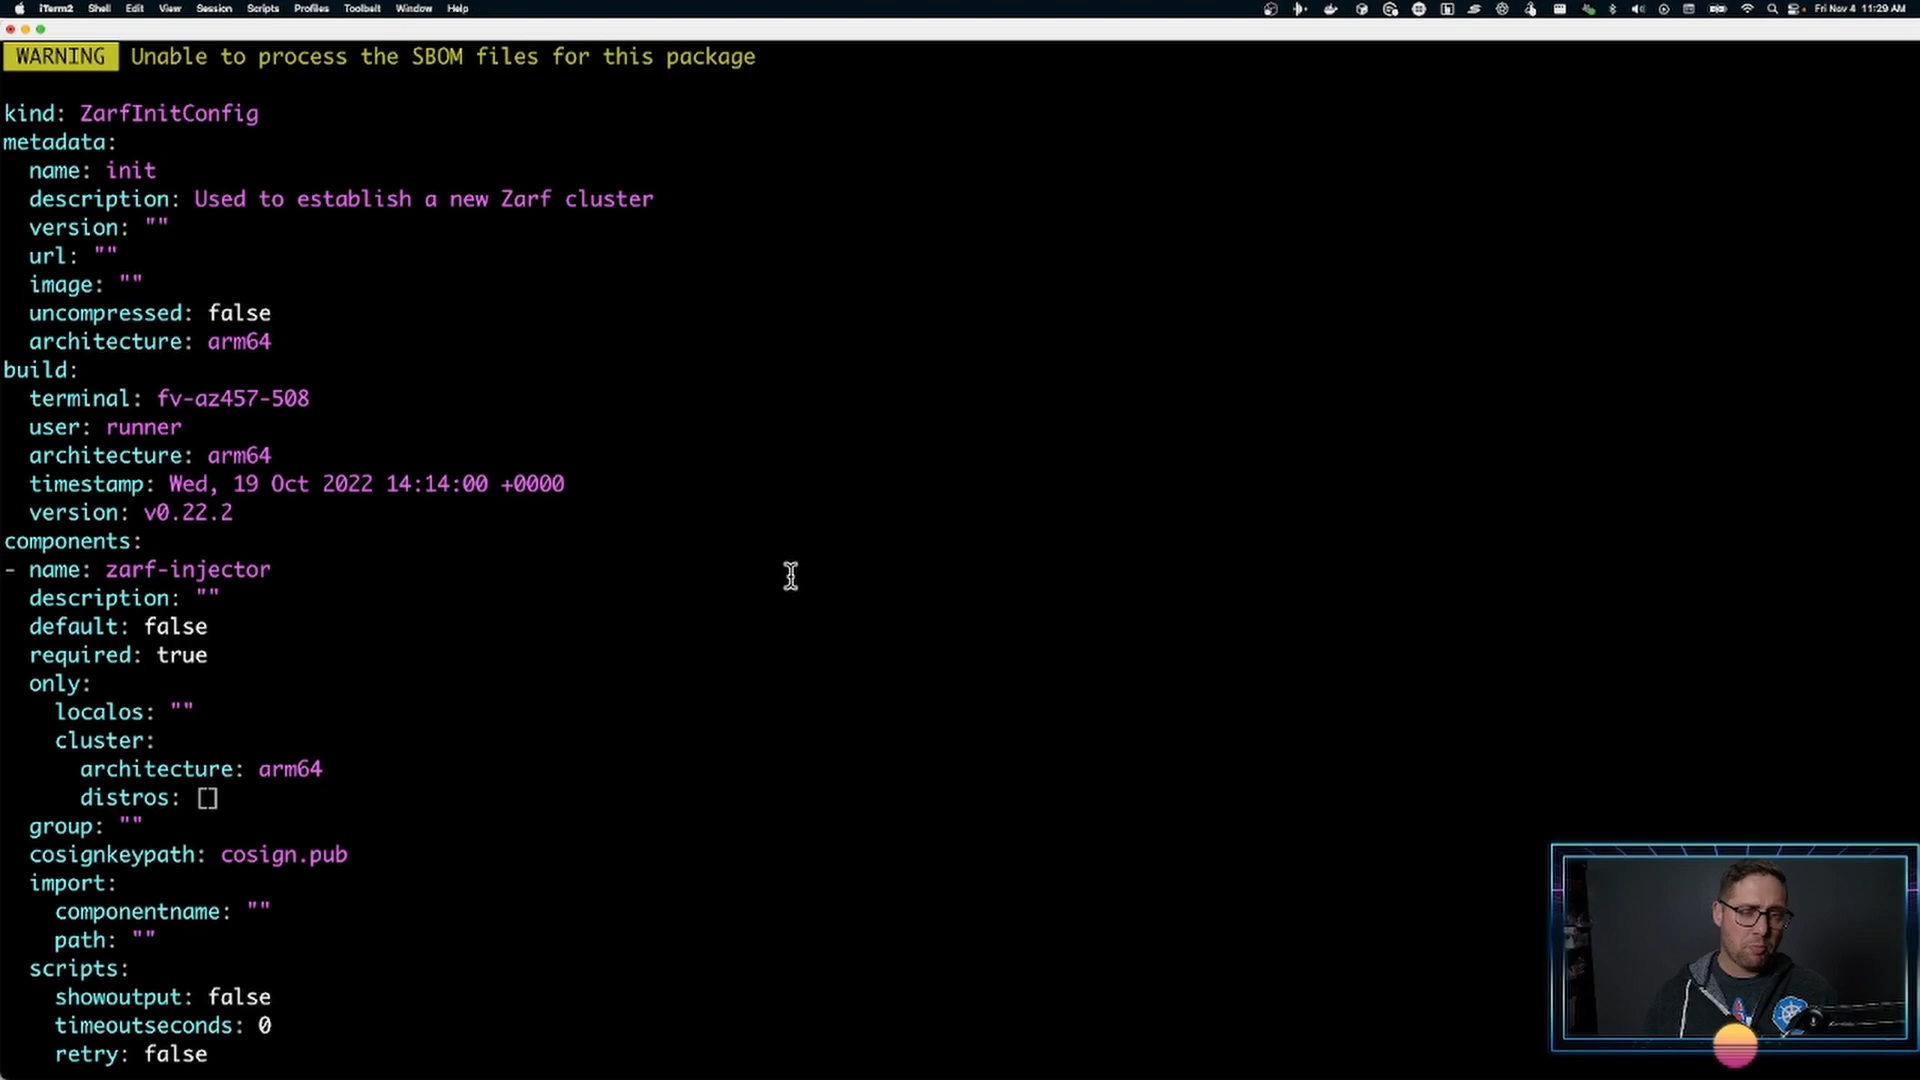 iTerm2 Shell Edit View Session Scripts Profiles Toolbelt Window Help Fri Nov 4 11:29 AM
WARNING Unable to process the SBOM files for this package
kind: ZarfInitConfig
metadata:
name: init
description: Used to establish a new Zarf cluster
version: ""
url: ""
image: ""
uncompressed: false
architecture: arm64
build:
terminal: fv-az457-508
user: runner
architecture: arm64
timestamp: Wed, 19 Oct 2022 14:14:00 +0000
version: v0.22.2
components:
- name: zarf-injector
description: ""
default: false
required: true
only:
localos: ""
cluster:
architecture: arm64
distros: []
group: ""
cosignkeypath: cosign.pub
import:
componentname: ""
path: ""
scripts:
showoutput: false
timeoutseconds: 0
retry: false